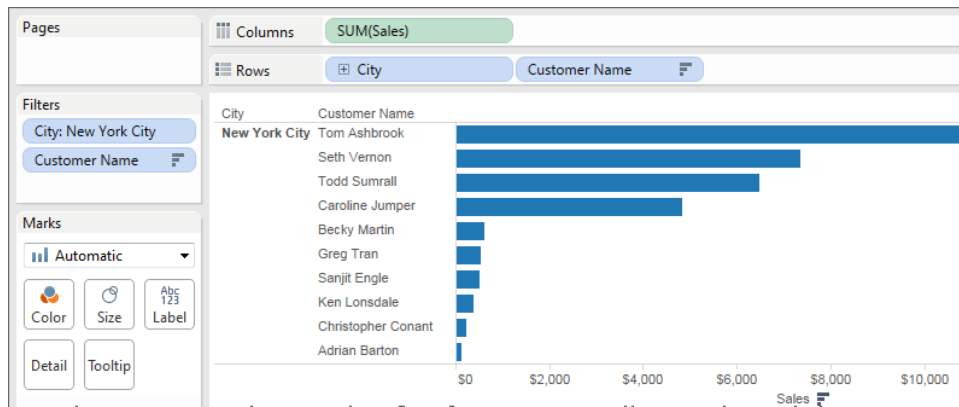 Pages
Columns
SUM(Sales)
Rows
City
Customer Name
Filters
City: New York City
Customer Name
City
Customer Name
New York City
Tom Ashbrook
Seth Vernon
Todd Sumrall
Caroline Jumper
Becky Martin
Greg Tran
Sanjit Engle
Ken Lonsdale
Christopher Conant
Adrian Barton
Marks
Automatic
Color
Size
Abc
123
Label
Detail
Tooltip
$0
$2,000
$4,000
$6,000
$8,000
$10,000
Sales